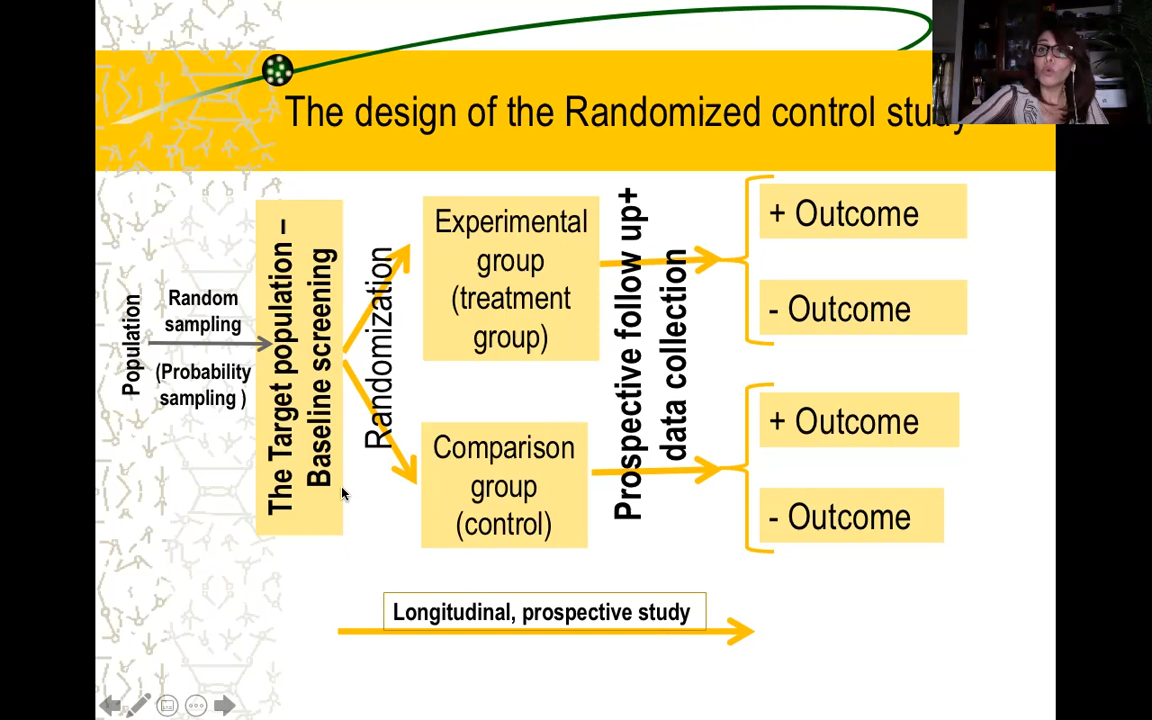 The design of the Randomized control study
Population
Random
sampling
(Probability
sampling )
The Target population –
Baseline screening
Randomization
Experimental
group
(treatment
group)
Comparison
group
(control)
Prospective follow up+
data collection
+ Outcome
- Outcome
+ Outcome
- Outcome
Longitudinal, prospective study